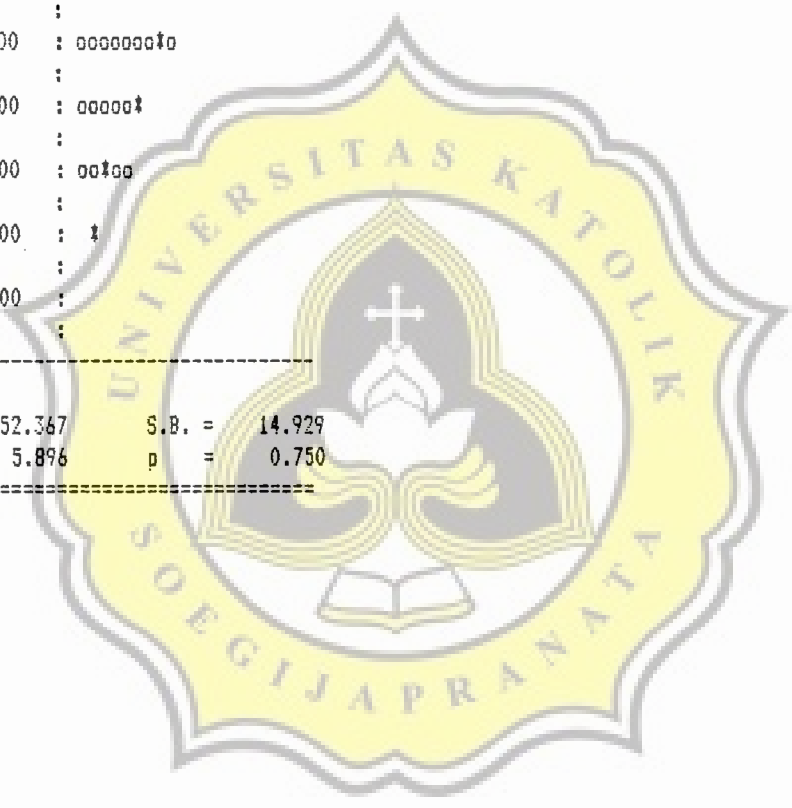 :
00 : ooooooo*o
:
00 : ooooo*
:
00 : oo*oo
:
00 : *
:
00 :
:
--------------------------------
52.367 S.B. = 14.929
5.896 p = 0.750
================================
UNIVERSITAS KATOLIK
SOEGIJAPRANATA